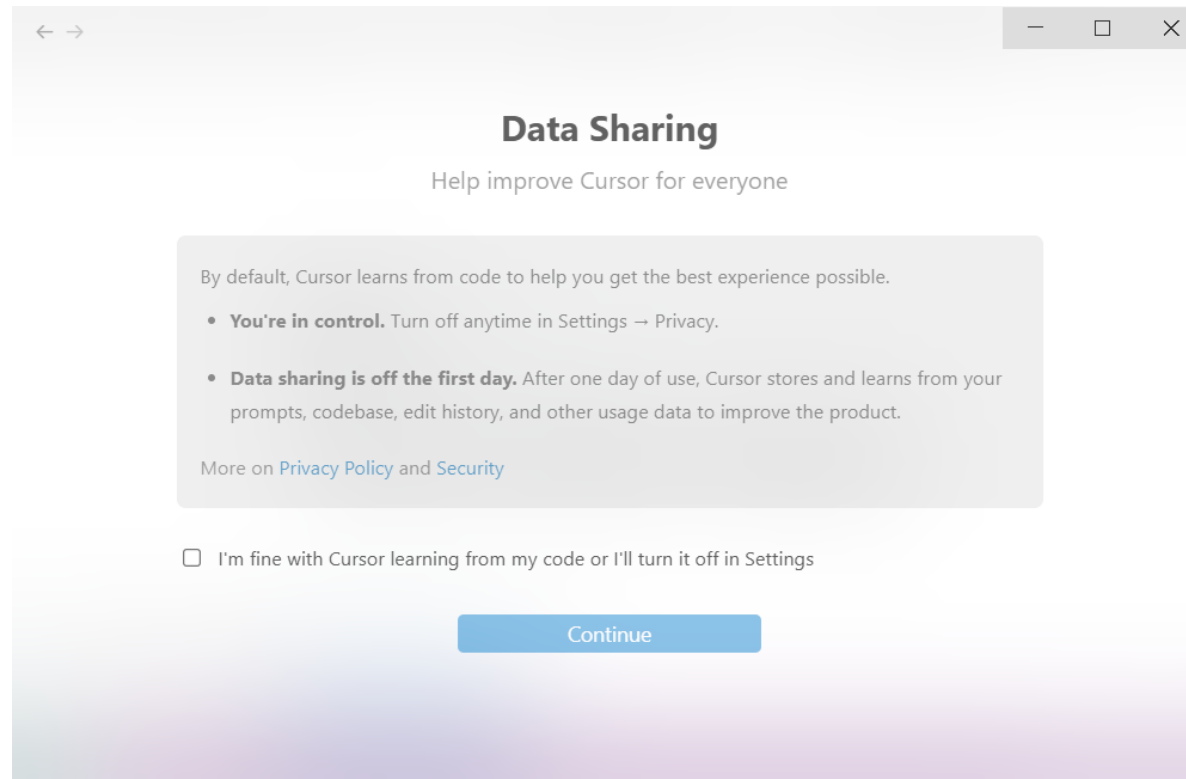 Data Sharing
Help improve Cursor for everyone
By default, Cursor learns from code to help you get the best experience possible.
• You're in control. Turn off anytime in Settings → Privacy.
• Data sharing is off the first day. After one day of use, Cursor stores and learns from your
prompts, codebase, edit history, and other usage data to improve the product.
More on Privacy Policy and Security
I'm fine with Cursor learning from my code or I'll turn it off in Settings
Continue